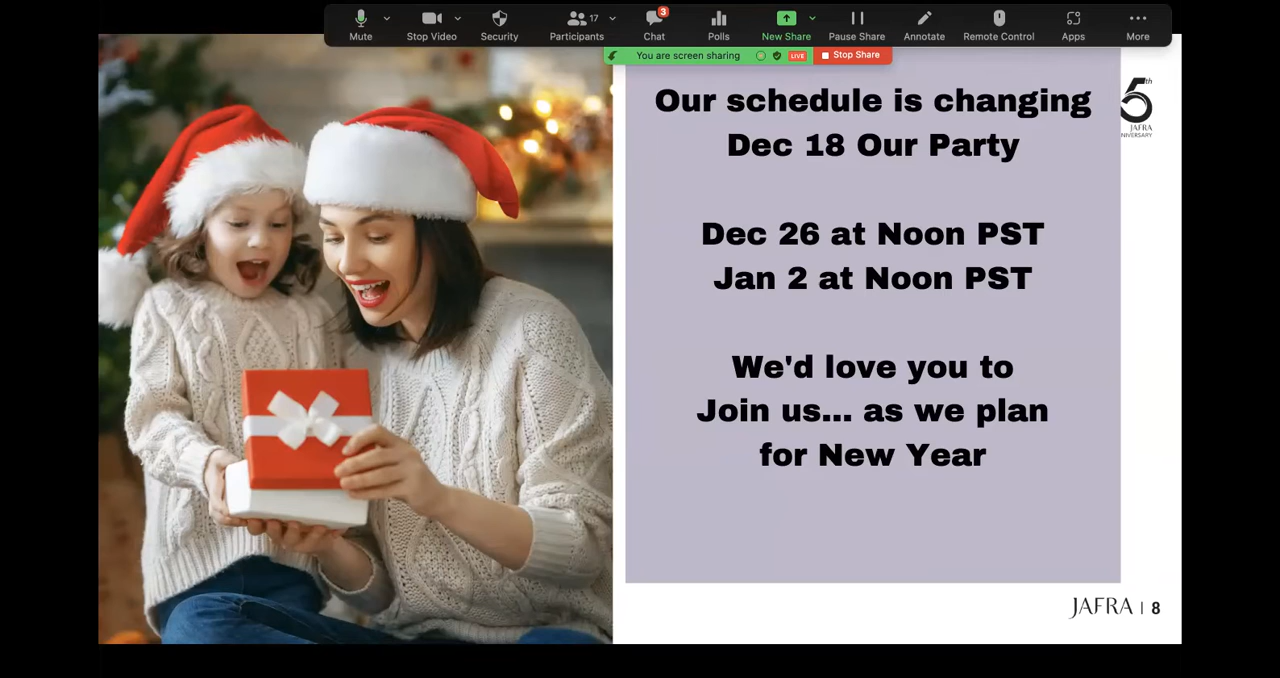 17
3
Mute
Stop Video
Security
Participants
Chat
Polls
New Share
Pause Share
Annotate
Remote Control
Apps
More
You are screen sharing
LIVE
Stop Share
Our schedule is changing
Dec 18 Our Party
Dec 26 at Noon PST
Jan 2 at Noon PST
We'd love you to
Join us... as we plan
for New Year
5th
JAFRA
NIVERSARY
JAFRA | 8